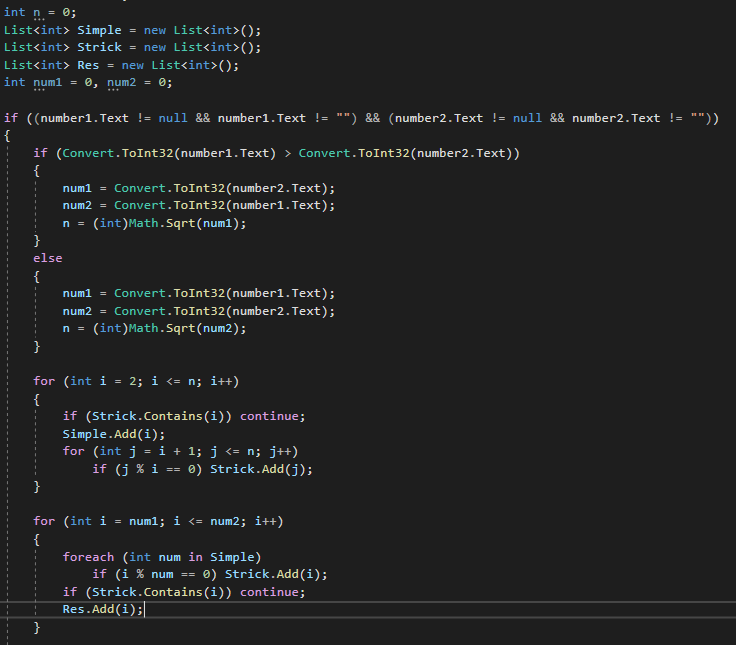 int n = 0;
List<int> Simple = new List<int>();
List<int> Strick = new List<int>();
List<int> Res = new List<int>();
int num1 = 0, num2 = 0;

if ((number1.Text != null && number1.Text != "") && (number2.Text != null && number2.Text != ""))
{
    if (Convert.ToInt32(number1.Text) > Convert.ToInt32(number2.Text))
    {
        num1 = Convert.ToInt32(number2.Text);
        num2 = Convert.ToInt32(number1.Text);
        n = (int)Math.Sqrt(num1);
    }
    else
    {
        num1 = Convert.ToInt32(number1.Text);
        num2 = Convert.ToInt32(number2.Text);
        n = (int)Math.Sqrt(num2);
    }

    for (int i = 2; i <= n; i++)
    {
        if (Strick.Contains(i)) continue;
        Simple.Add(i);
        for (int j = i + 1; j <= n; j++)
            if (j % i == 0) Strick.Add(j);
    }

    for (int i = num1; i <= num2; i++)
    {
        foreach (int num in Simple)
            if (i % num == 0) Strick.Add(i);
        if (Strick.Contains(i)) continue;
        Res.Add(i);
    }